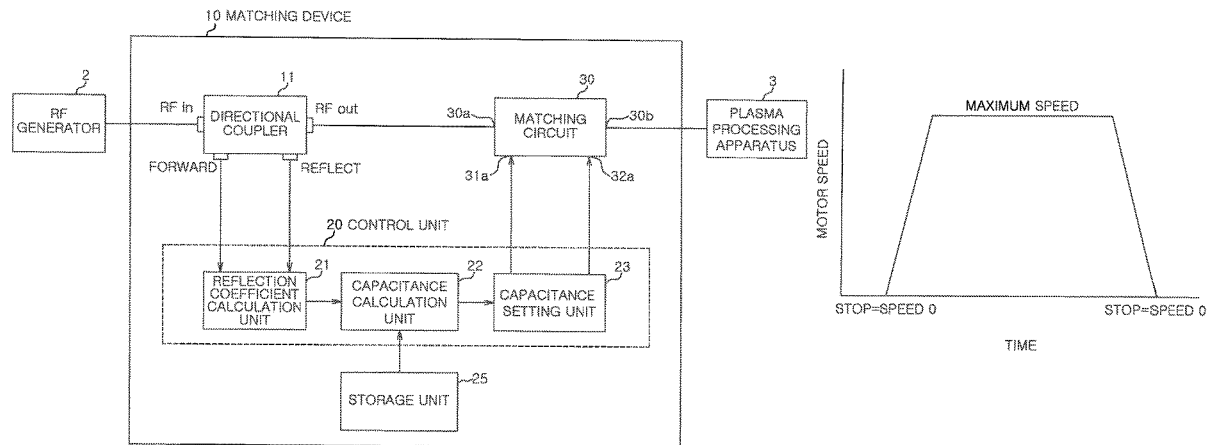 10 MATCHING DEVICE
2
RF
GENERATOR
RF in
11
DIRECTIONAL
COUPLER
RF out
FORWARD
REFLECT
30
30a
MATCHING
CIRCUIT
30b
31a
32a
3
PLASMA
PROCESSING
APPARATUS
20 CONTROL UNIT
21
REFLECTION
COEFFICIENT
CALCULATION
UNIT
22
CAPACITANCE
CALCULATION
UNIT
23
CAPACITANCE
SETTING UNIT
25
STORAGE UNIT
MOTOR SPEED
MAXIMUM SPEED
STOP=SPEED 0
STOP=SPEED 0
TIME